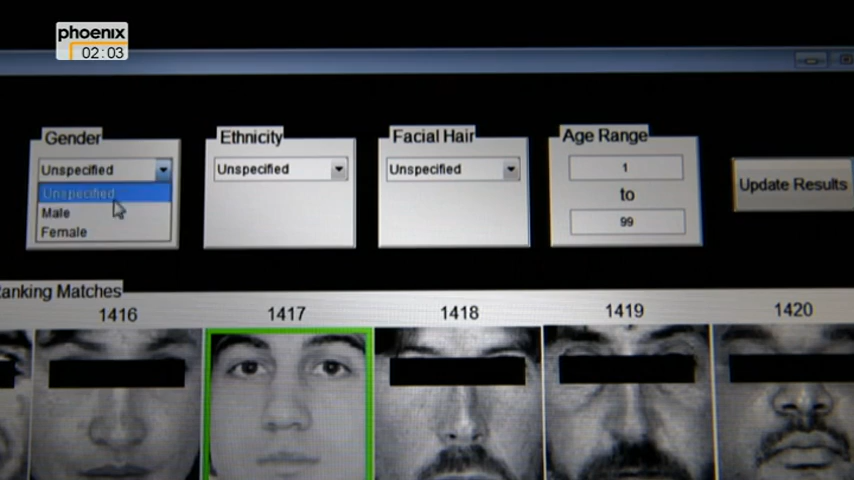 phoenix
02:03
Gender
Ethnicity
Facial Hair
Age Range
Unspecified
Unspecified
Unspecified
1
Unspecified
Male
to
Update Results
Female
99
anking Matches
1416
1417
1418
1419
1420